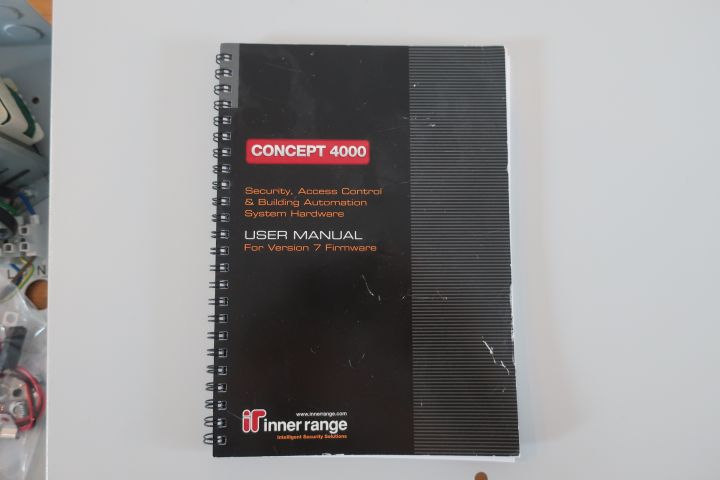 CONCEPT 4000
Security, Access Control
& Building Automation
System Hardware
USER MANUAL
For Version 7 Firmware
www.innerrange.com
ir inner range
Intelligent Security Solutions
L N